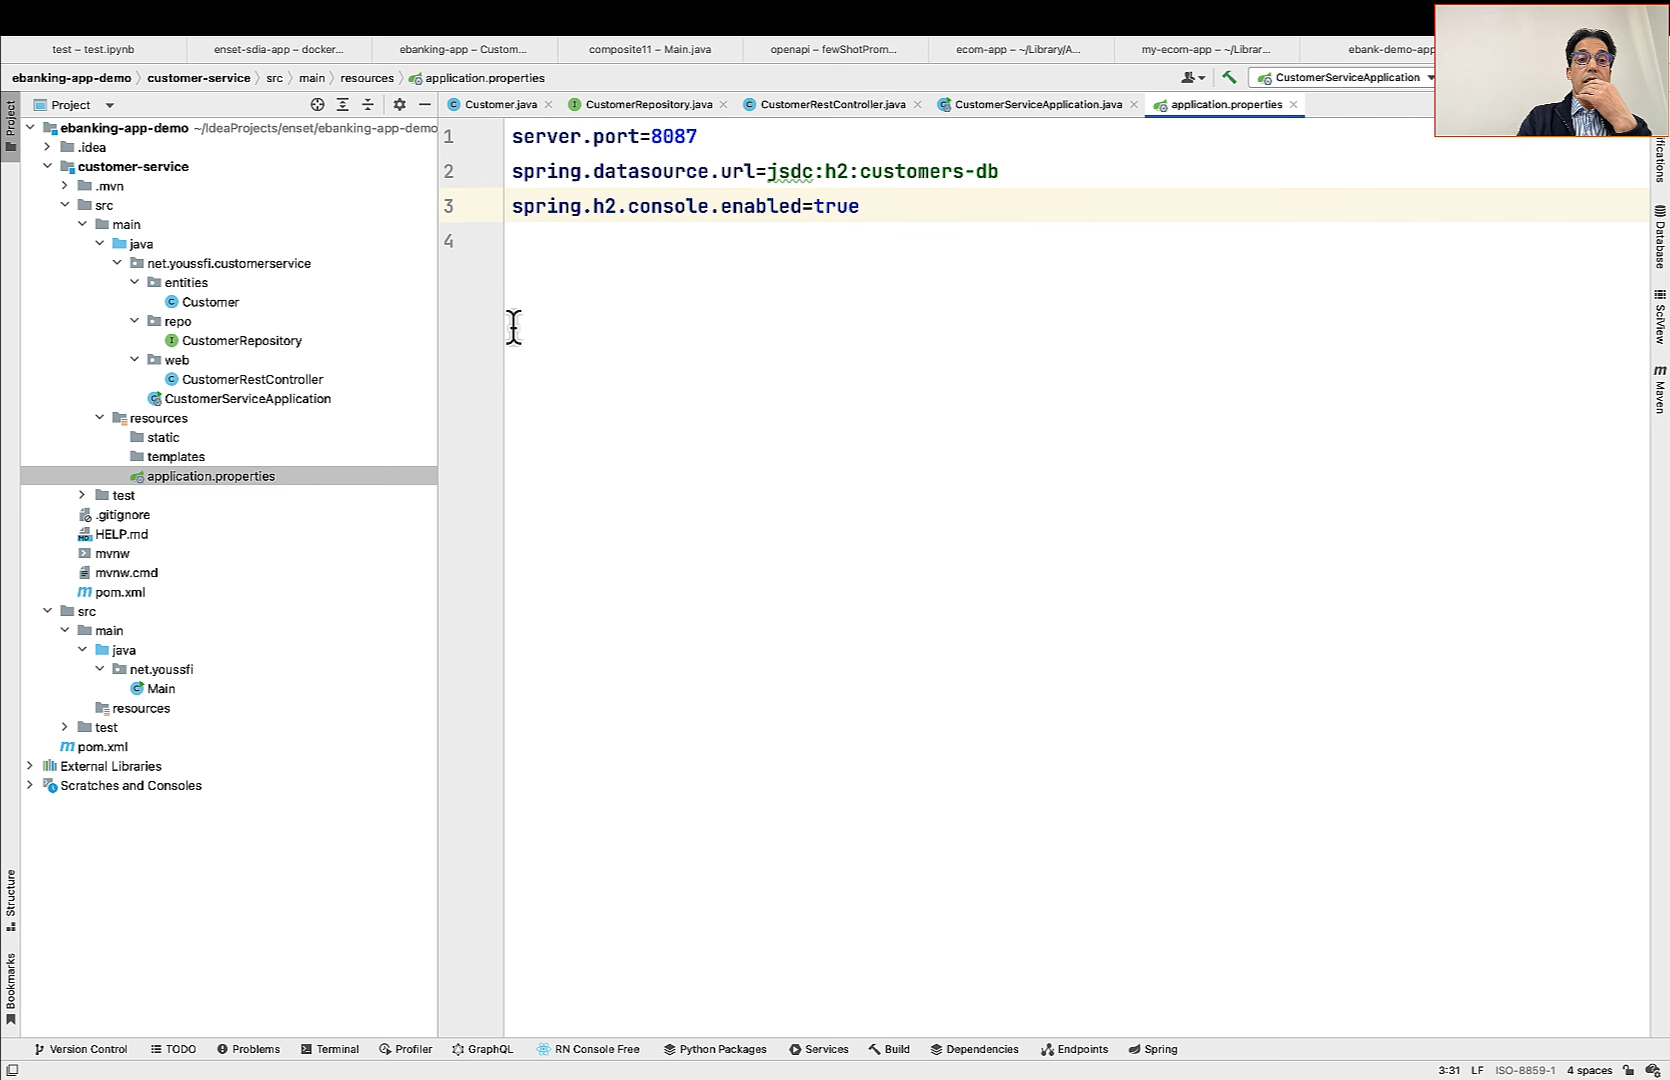 test – test.ipynb
enset-sdia-app – docker...
ebanking-app – Custom...
composite11 – Main.java
openapi – fewShotProm...
ecom-app – ~/Library/A...
my-ecom-app – ~/Librar...
ebank-demo-app
ebanking-app-demo customer-service src main resources application.properties
CustomerServiceApplication
Project
Project
Customer.java
CustomerRepository.java
CustomerRestController.java
CustomerServiceApplication.java
application.properties
ebanking-app-demo ~/IdeaProjects/enset/ebanking-app-demo
.idea
customer-service
.mvn
src
main
java
net.youssfi.customerservice
entities
Customer
repo
CustomerRepository
web
CustomerRestController
CustomerServiceApplication
resources
static
templates
application.properties
test
.gitignore
HELP.md
mvnw
mvnw.cmd
pom.xml
src
main
java
net.youssfi
Main
resources
test
pom.xml
External Libraries
Scratches and Consoles
1 server.port=8087
2 spring.datasource.url=jsdc:h2:customers-db
3 spring.h2.console.enabled=true
4
ifications
Database
SciView
Maven
Structure
Bookmarks
Version Control
TODO
Problems
Terminal
Profiler
GraphQL
RN Console Free
Python Packages
Services
Build
Dependencies
Endpoints
Spring
3:31 LF ISO-8859-1 4 spaces